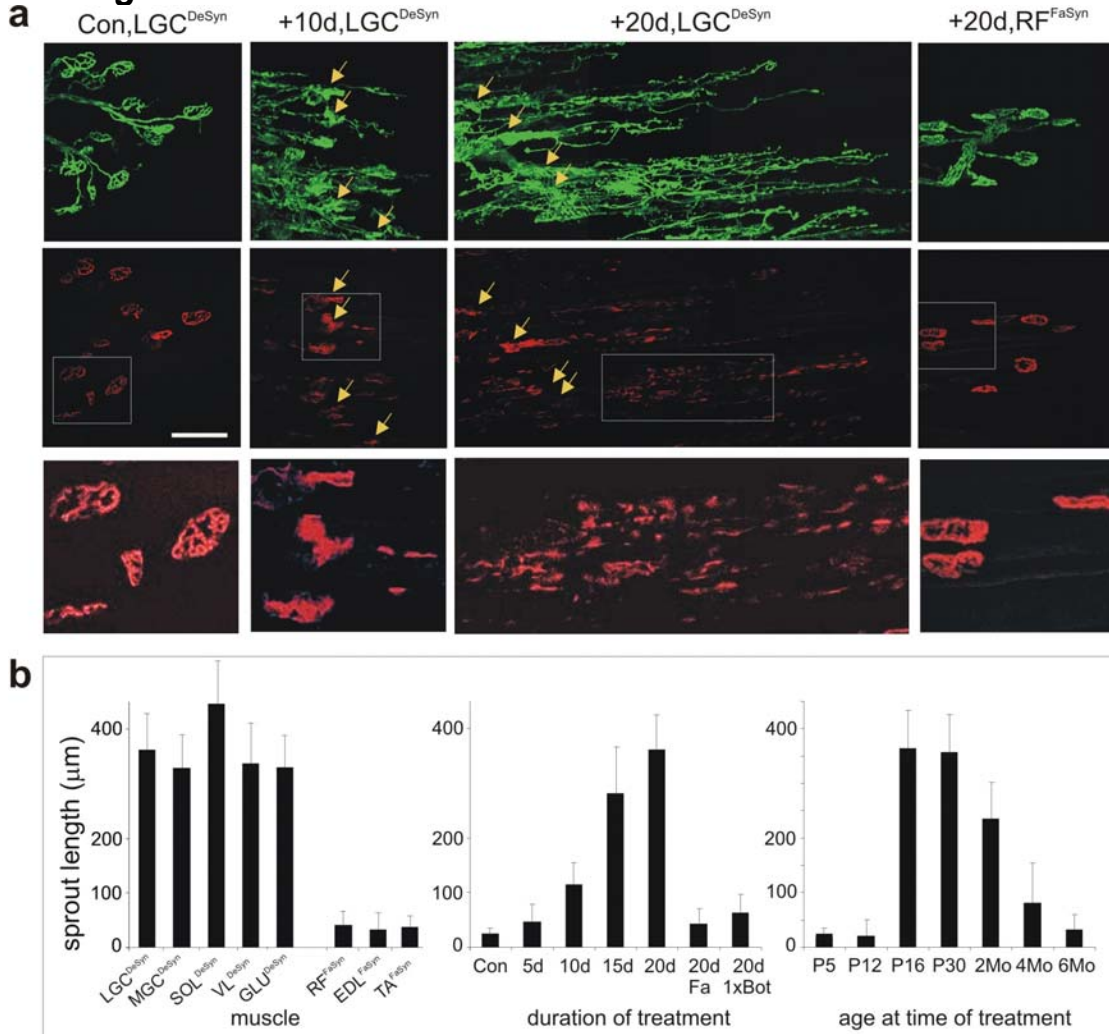 g
a
Con,LGC^DeSyn +10d,LGC^DeSyn +20d,LGC^DeSyn +20d,RF^FaSyn
b
sprout length (μm)
400
200
100
0
LGC^DeSyn MGC^DeSyn SOL^DeSyn VL^DeSyn GLU^DeSyn RF^FaSyn EDL^FaSyn TA^FaSyn
muscle
400
200
100
0
Con 5d 10d 15d 20d 20d 20d
Fa 1xBot
duration of treatment
400
200
100
0
P5 P12 P16 P30 2Mo 4Mo 6Mo
age at time of treatment